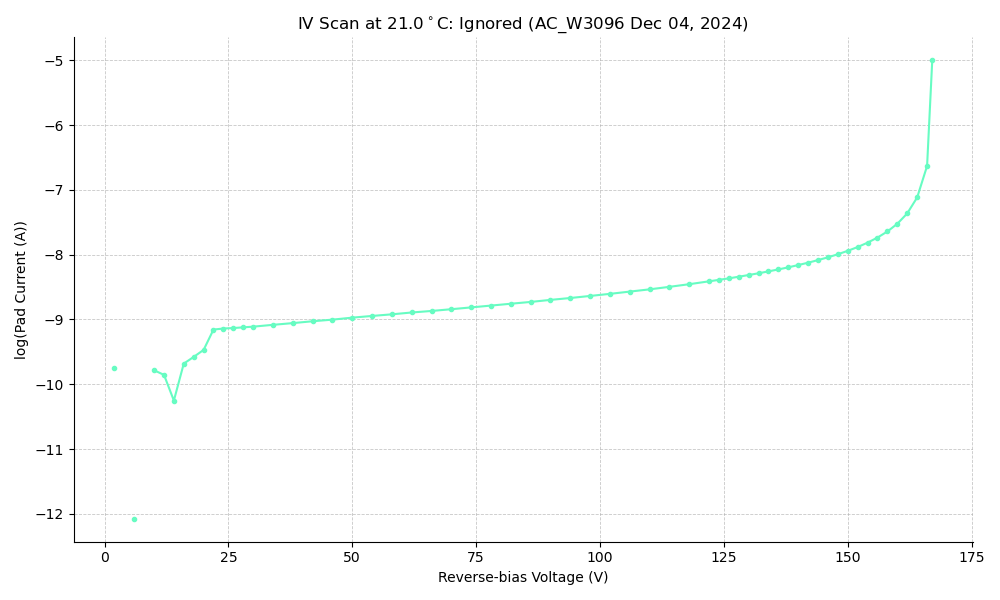 IV Scan at 21.0°C: Ignored (AC_W3096 Dec 04, 2024)
log(Pad Current (A))
−5
−6
−7
−8
−9
−10
−11
−12
0 25 50 75 100 125 150 175
Reverse-bias Voltage (V)